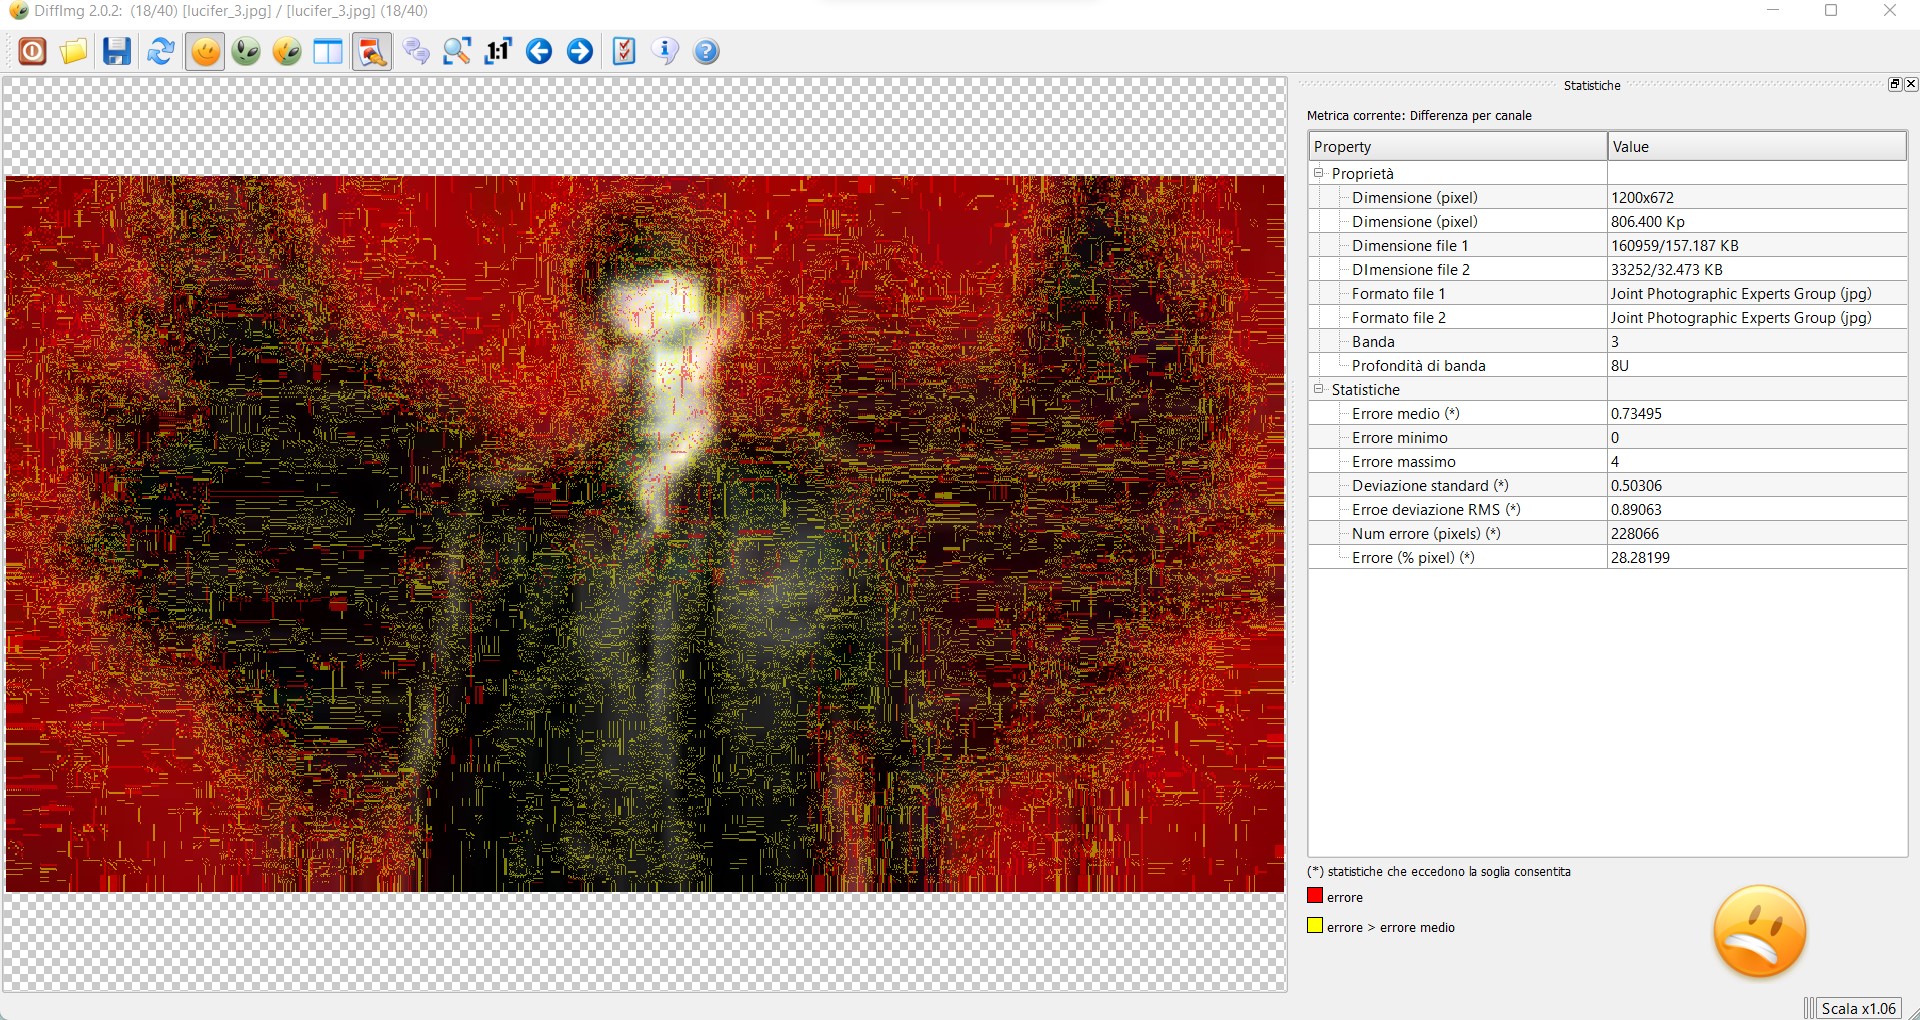 DiffImg 2.0.2: (18/40) [lucifer_3.jpg] / [lucifer_3.jpg] (18/40)
1:1
Statistiche
Metrica corrente: Differenza per canale
Property Value
Proprietà
Dimensione (pixel) 1200x672
Dimensione (pixel) 806.400 Kp
Dimensione file 1 160959/157.187 KB
DImensione file 2 33252/32.473 KB
Formato file 1 Joint Photographic Experts Group (jpg)
Formato file 2 Joint Photographic Experts Group (jpg)
Banda 3
Profondità di banda 8U
Statistiche
Errore medio (*) 0.73495
Errore minimo 0
Errore massimo 4
Deviazione standard (*) 0.50306
Erroe deviazione RMS (*) 0.89063
Num errore (pixels) (*) 228066
Errore (% pixel) (*) 28.28199
(*) statistiche che eccedono la soglia consentita
errore
errore > errore medio
Scala x1.06